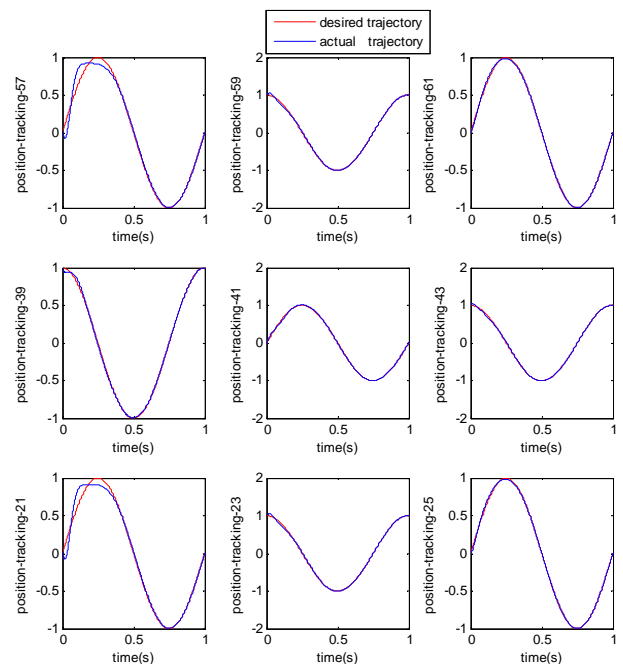 desired trajectory
actual trajectory
position-tracking-57
1
0.5
0
-0.5
-1
0 0.5 1
time(s)
position-tracking-59
2
1
0
-1
-2
0 0.5 1
time(s)
position-tracking-61
1
0.5
0
-0.5
-1
0 0.5 1
time(s)
position-tracking-39
1
0.5
0
-0.5
-1
0 0.5 1
time(s)
position-tracking-41
2
1
0
-1
-2
0 0.5 1
time(s)
position-tracking-43
2
1
0
-1
-2
0 0.5 1
time(s)
position-tracking-21
1
0.5
0
-0.5
-1
0 0.5 1
time(s)
position-tracking-23
2
1
0
-1
-2
0 0.5 1
time(s)
position-tracking-25
1
0.5
0
-0.5
-1
0 0.5 1
time(s)